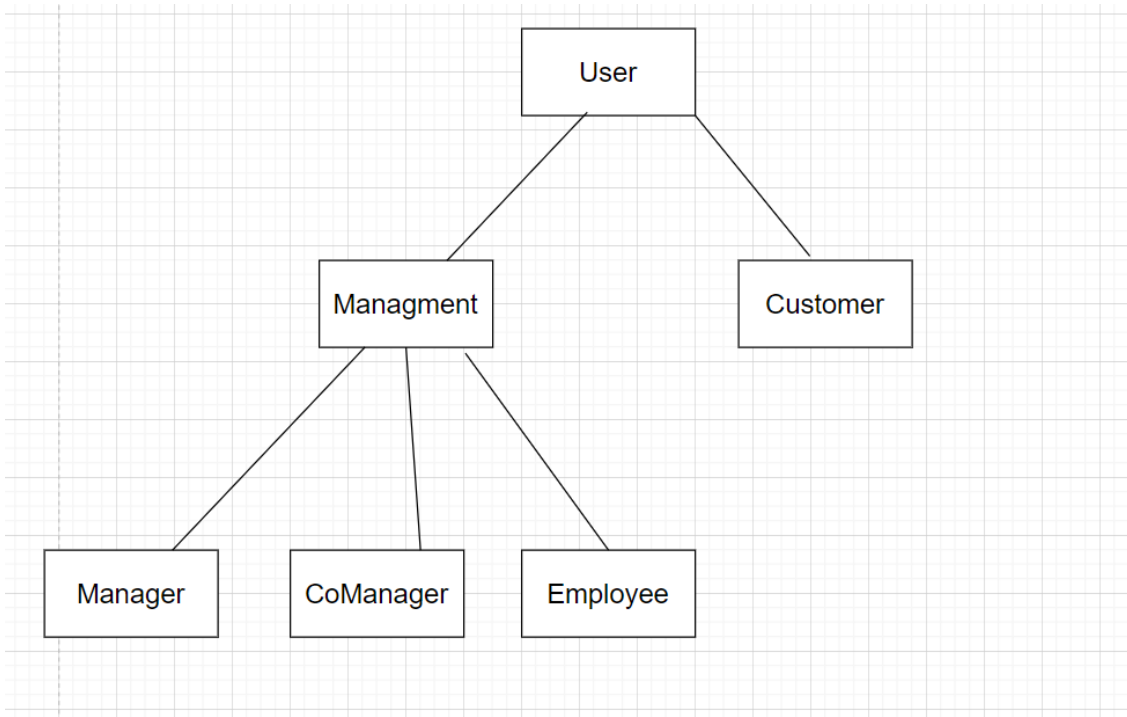 User
Managment
Customer
Manager
CoManager
Employee